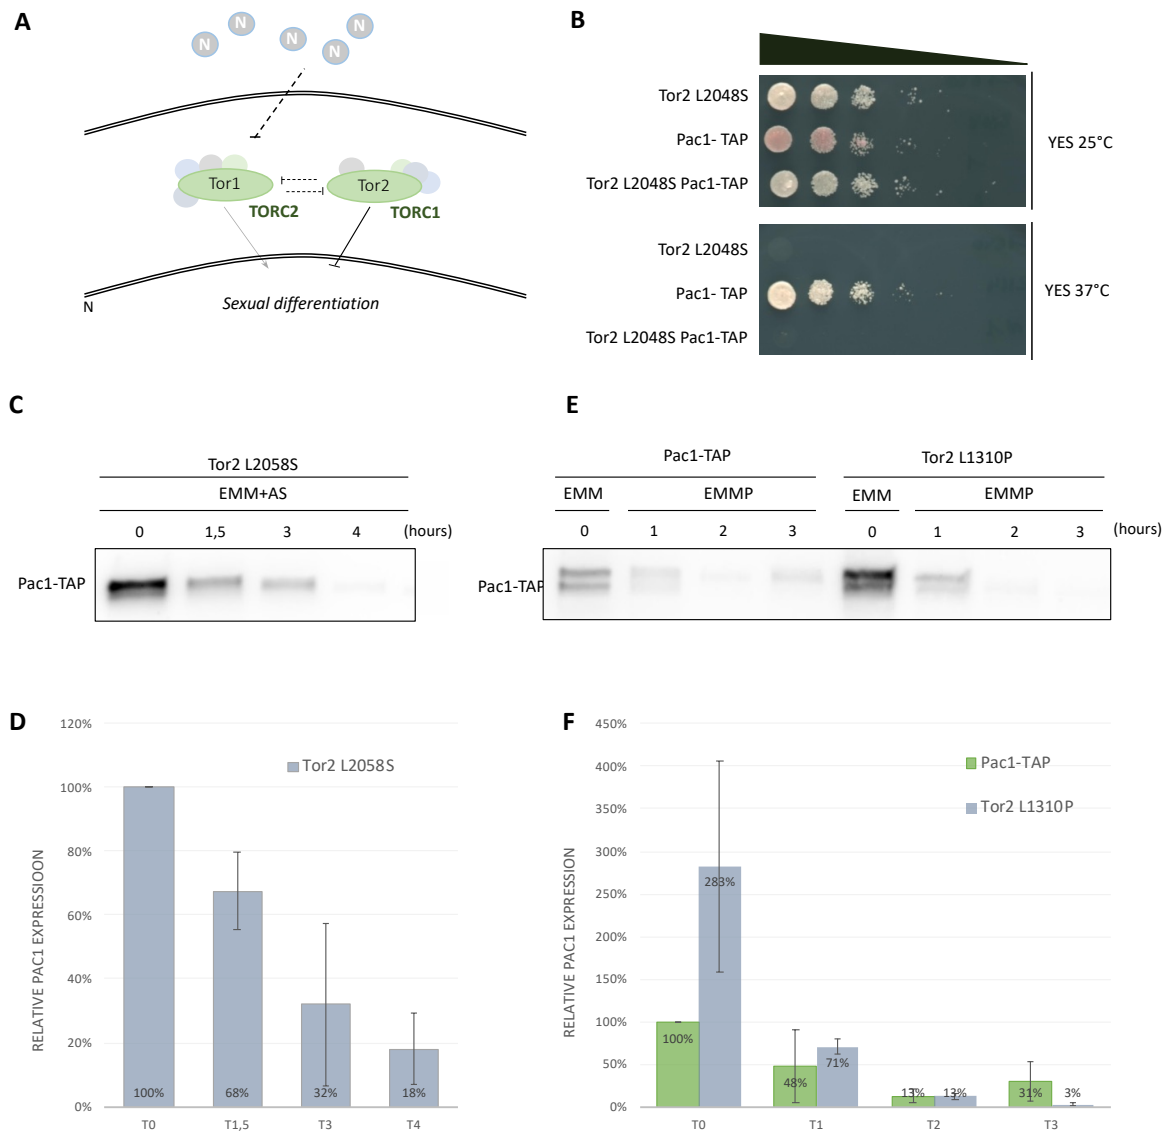 A
N N N N N
Tor1 Tor2
TORC2 TORC1
N
Sexual differentiation
B
Tor2 L2048S
Pac1- TAP
Tor2 L2048S Pac1-TAP
YES 25°C
Tor2 L2048S
Pac1- TAP
Tor2 L2048S Pac1-TAP
YES 37°C
C
Tor2 L2058S
EMM+AS
0 1,5 3 4 (hours)
Pac1-TAP
E
Pac1-TAP Tor2 L1310P
EMM EMMP EMM EMMP
0 1 2 3 0 1 2 3 (hours)
Pac1-TAP
D
RELATIVE PAC1 EXPRESSIOON
120%
100%
80%
60%
40%
20%
0%
Tor2 L2058S
100% 68% 32% 18%
T0 T1,5 T3 T4
F
RELATIVE PAC1 EXPRESSION
450%
400%
350%
300%
250%
200%
150%
100%
50%
0%
Pac1-TAP
Tor2 L1310P
100% 283% 48% 71% 13% 13% 31% 3%
T0 T1 T2 T3